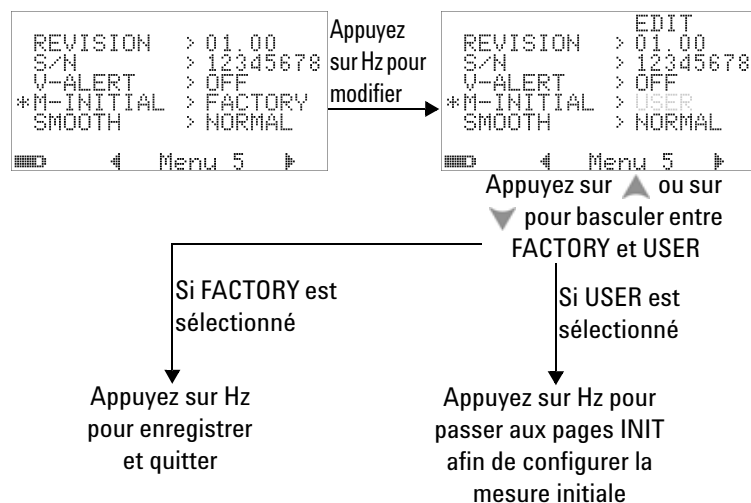 REVISION > 01.00
S/N > 12345678
V-ALERT > OFF
*M-INITIAL > FACTORY
SMOOTH > NORMAL
Menu 5
Appuyez
sur Hz pour
modifier
EDIT
REVISION > 01.00
S/N > 12345678
V-ALERT > OFF
*M-INITIAL > USER
SMOOTH > NORMAL
Menu 5
Appuyez sur ▲ ou sur
▼ pour basculer entre
FACTORY et USER
Si FACTORY est
sélectionné
Appuyez sur Hz
pour enregistrer
et quitter
Si USER est
sélectionné
Appuyez sur Hz pour
passer aux pages INIT
afin de configurer la
mesure initiale